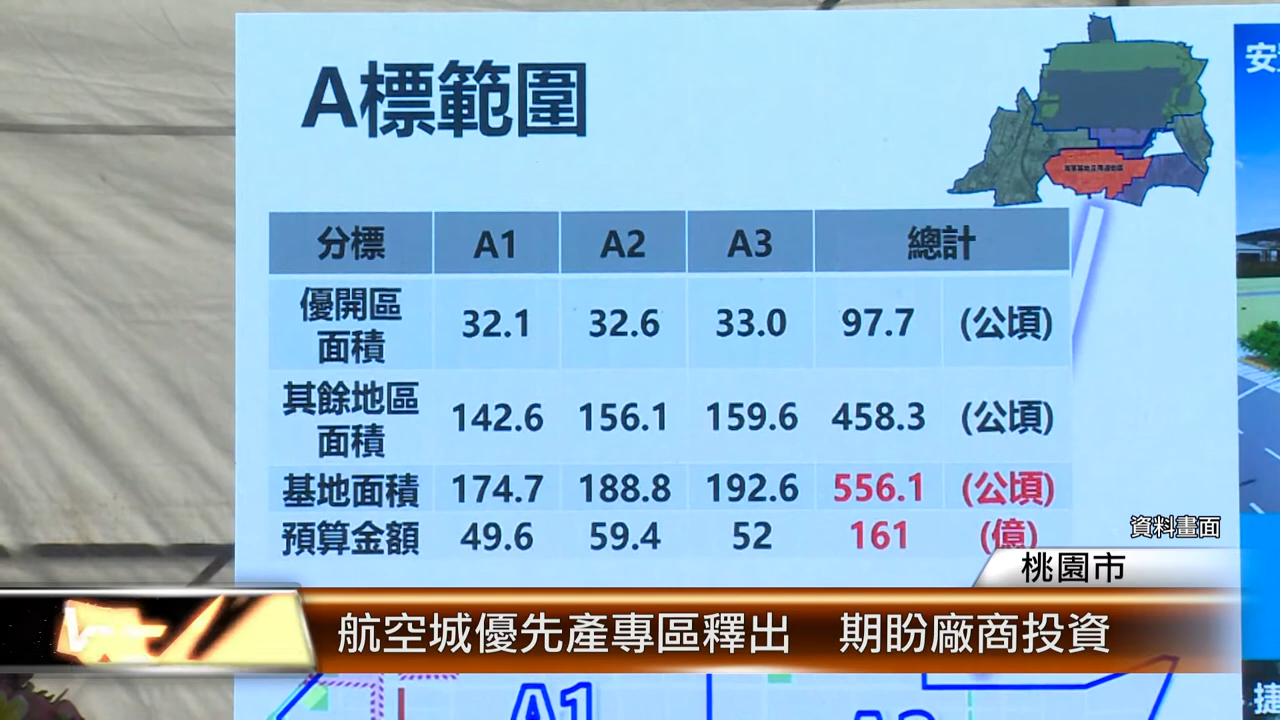 A標範圍
安
分標 A1 A2 A3 總計
優開區
面積 32.1 32.6 33.0 97.7 (公頃)
其餘地區
面積 142.6 156.1 159.6 458.3 (公頃)
基地面積 174.7 188.8 192.6 556.1 (公頃)
預算金額 49.6 59.4 52 161 (億)
資料畫面
桃園市
航空城優先產專區釋出 期盼廠商投資
A1
捷